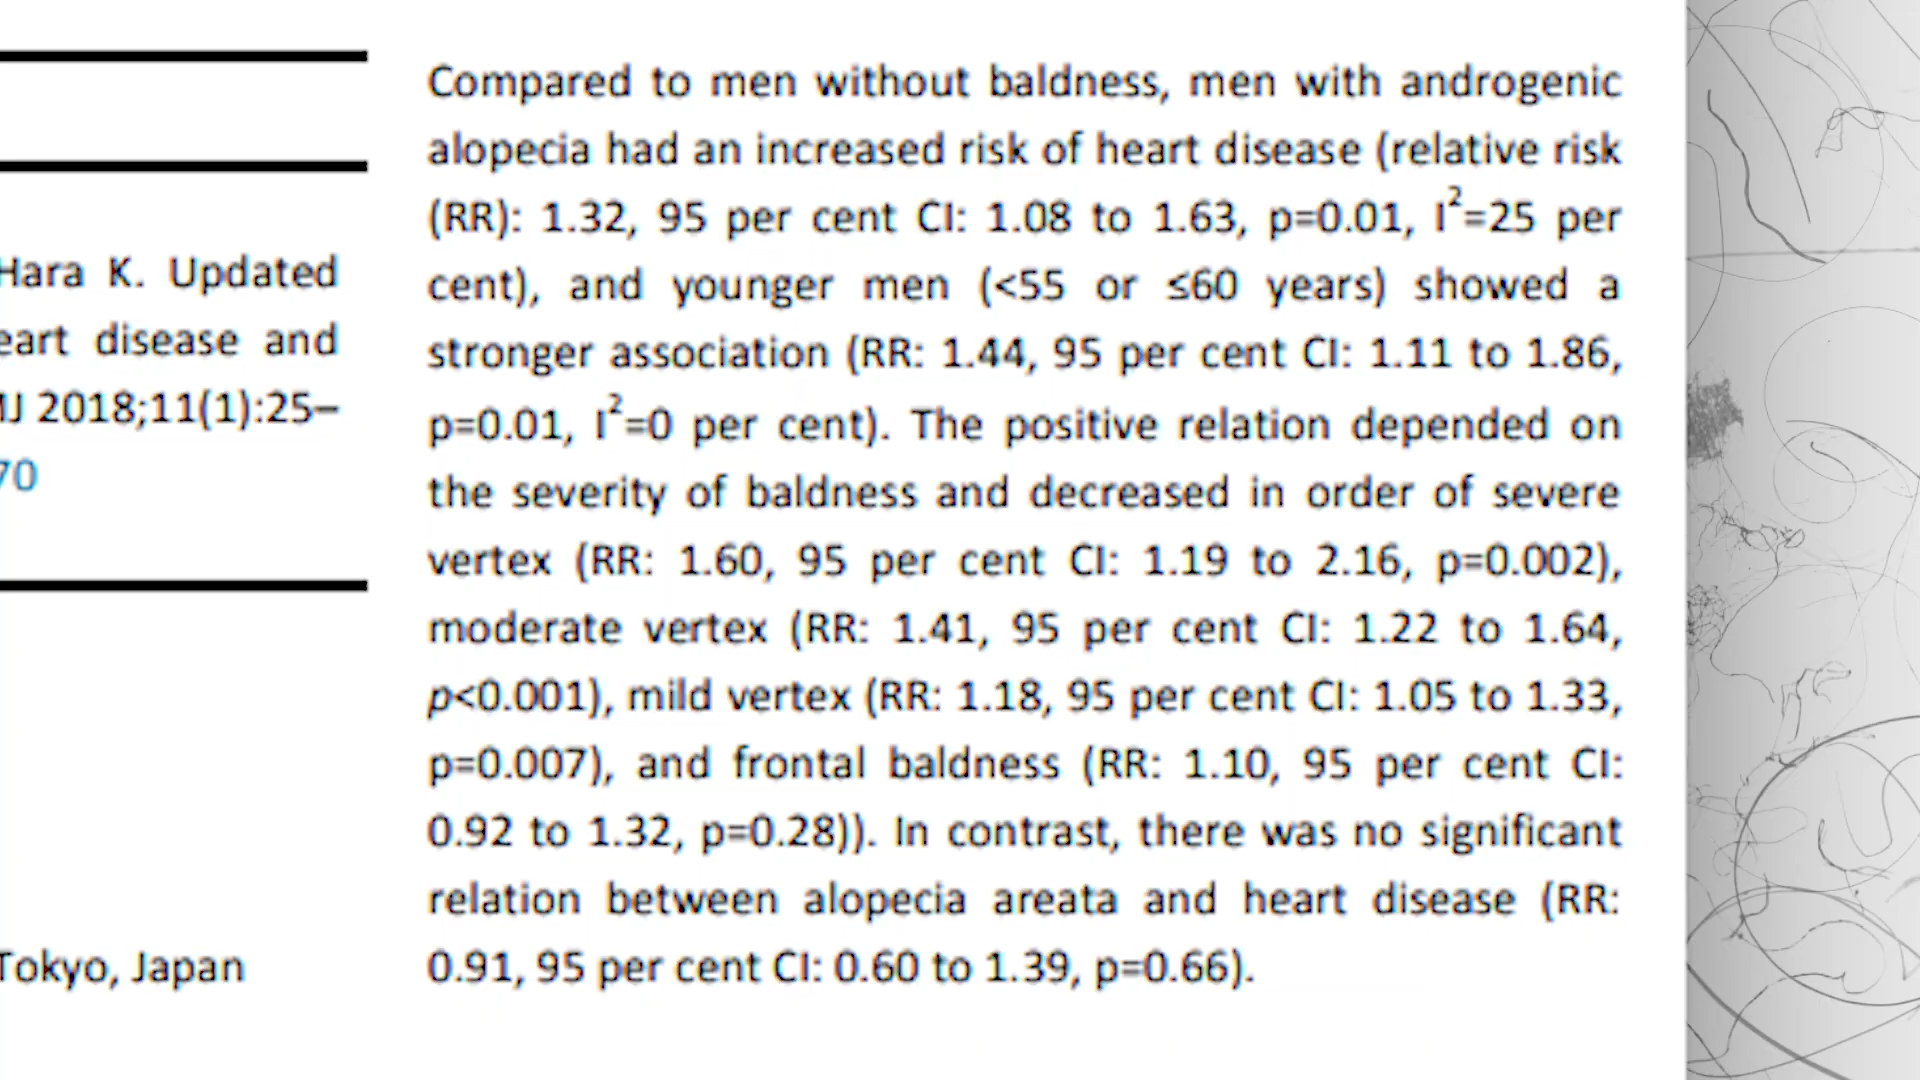 Hara K. Updated
heart disease and
2018;11(1):25–
70
Tokyo, Japan
Compared to men without baldness, men with androgenic
alopecia had an increased risk of heart disease (relative risk
(RR): 1.32, 95 per cent CI: 1.08 to 1.63, p=0.01, I²=25 per
cent), and younger men (<55 or ≤60 years) showed a
stronger association (RR: 1.44, 95 per cent CI: 1.11 to 1.86,
p=0.01, I²=0 per cent). The positive relation depended on
the severity of baldness and decreased in order of severe
vertex (RR: 1.60, 95 per cent CI: 1.19 to 2.16, p=0.002),
moderate vertex (RR: 1.41, 95 per cent CI: 1.22 to 1.64,
p<0.001), mild vertex (RR: 1.18, 95 per cent CI: 1.05 to 1.33,
p=0.007), and frontal baldness (RR: 1.10, 95 per cent CI:
0.92 to 1.32, p=0.28)). In contrast, there was no significant
relation between alopecia areata and heart disease (RR:
0.91, 95 per cent CI: 0.60 to 1.39, p=0.66).